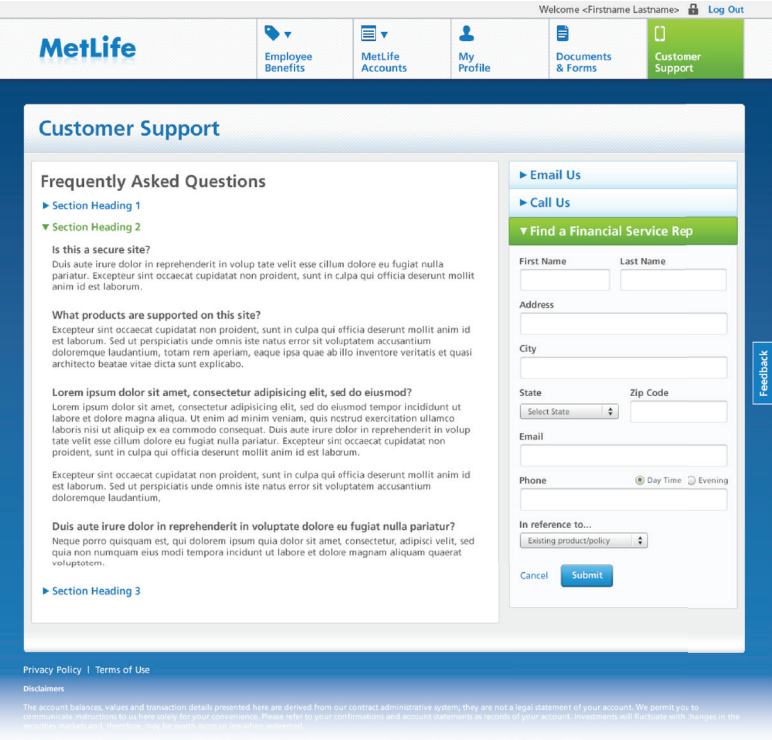 Welcome <Firstname Lastname> Log Out
MetLife
Employee
Benefits
MetLife
Accounts
My
Profile
Documents
& Forms
Customer
Support
Customer Support
Frequently Asked Questions
Section Heading 1
Section Heading 2
Is this a secure site?
Duis aute irure dolor in reprehenderit in volup tate velit esse cillum dolore eu fugiat nulla
pariatur. Excepteur sint occaecat cupidatat non proident, sunt in culpa qui officia deserunt mollit
anim id est laborum.
What products are supported on this site?
Excepteur sint occaecat cupidatat non proident, sunt in culpa qui officia deserunt mollit anim id
est laborum. Sed ut perspiciatis unde omnis iste natus error sit voluptatem accusantium
doloremque laudantium, totam rem aperiam, eaque ipsa quae ab illo inventore veritatis et quasi
architecto beatae vitae dicta sunt explicabo.
Lorem ipsum dolor sit amet, consectetur adipisicing elit, sed do eiusmod?
Lorem ipsum dolor sit amet, consectetur adipisicing elit, sed do eiusmod tempor incididunt ut
labore et dolore magna aliqua. Ut enim ad minim veniam, quis nostrud exercitation ullamco
laboris nisi ut aliquip ex ea commodo consequat. Duis aute irure dolor in reprehenderit in volup
tate velit esse cillum dolore eu fugiat nulla pariatur. Excepteur sint occaecat cupidatat non
proident, sunt in culpa qui officia deserunt mollit anim id est laborum.
Excepteur sint occaecat cupidatat non proident, sunt in culpa qui officia deserunt mollit anim id
est laborum. Sed ut perspiciatis unde omnis iste natus error sit voluptatem accusantium
doloremque laudantium,
Duis aute irure dolor in reprehenderit in voluptate dolore eu fugiat nulla pariatur?
Neque porro quisquam est, qui dolorem ipsum quia dolor sit amet, consectetur, adipisci velit, sed
quia non numquam eius modi tempora incidunt ut labore et dolore magnam aliquam quaerat
voluptatem.
Section Heading 3
Email Us
Call Us
Find a Financial Service Rep
First Name Last Name
Address
City
State Zip Code
Select State
Email
Phone Day Time Evening
In reference to...
Existing product/policy
Cancel Submit
Feedback
Privacy Policy | Terms of Use
Disclaimers
The account balances, values and transaction details presented here are derived from our contract administrative system; they are not a legal statement of your account. We permit you to
communicate instructions to us here solely for your convenience. Please refer to your confirmations and account statements as records of your account. Investments will fluctuate with changes in the
securities markets and, therefore, may be worth more or less when redeemed.